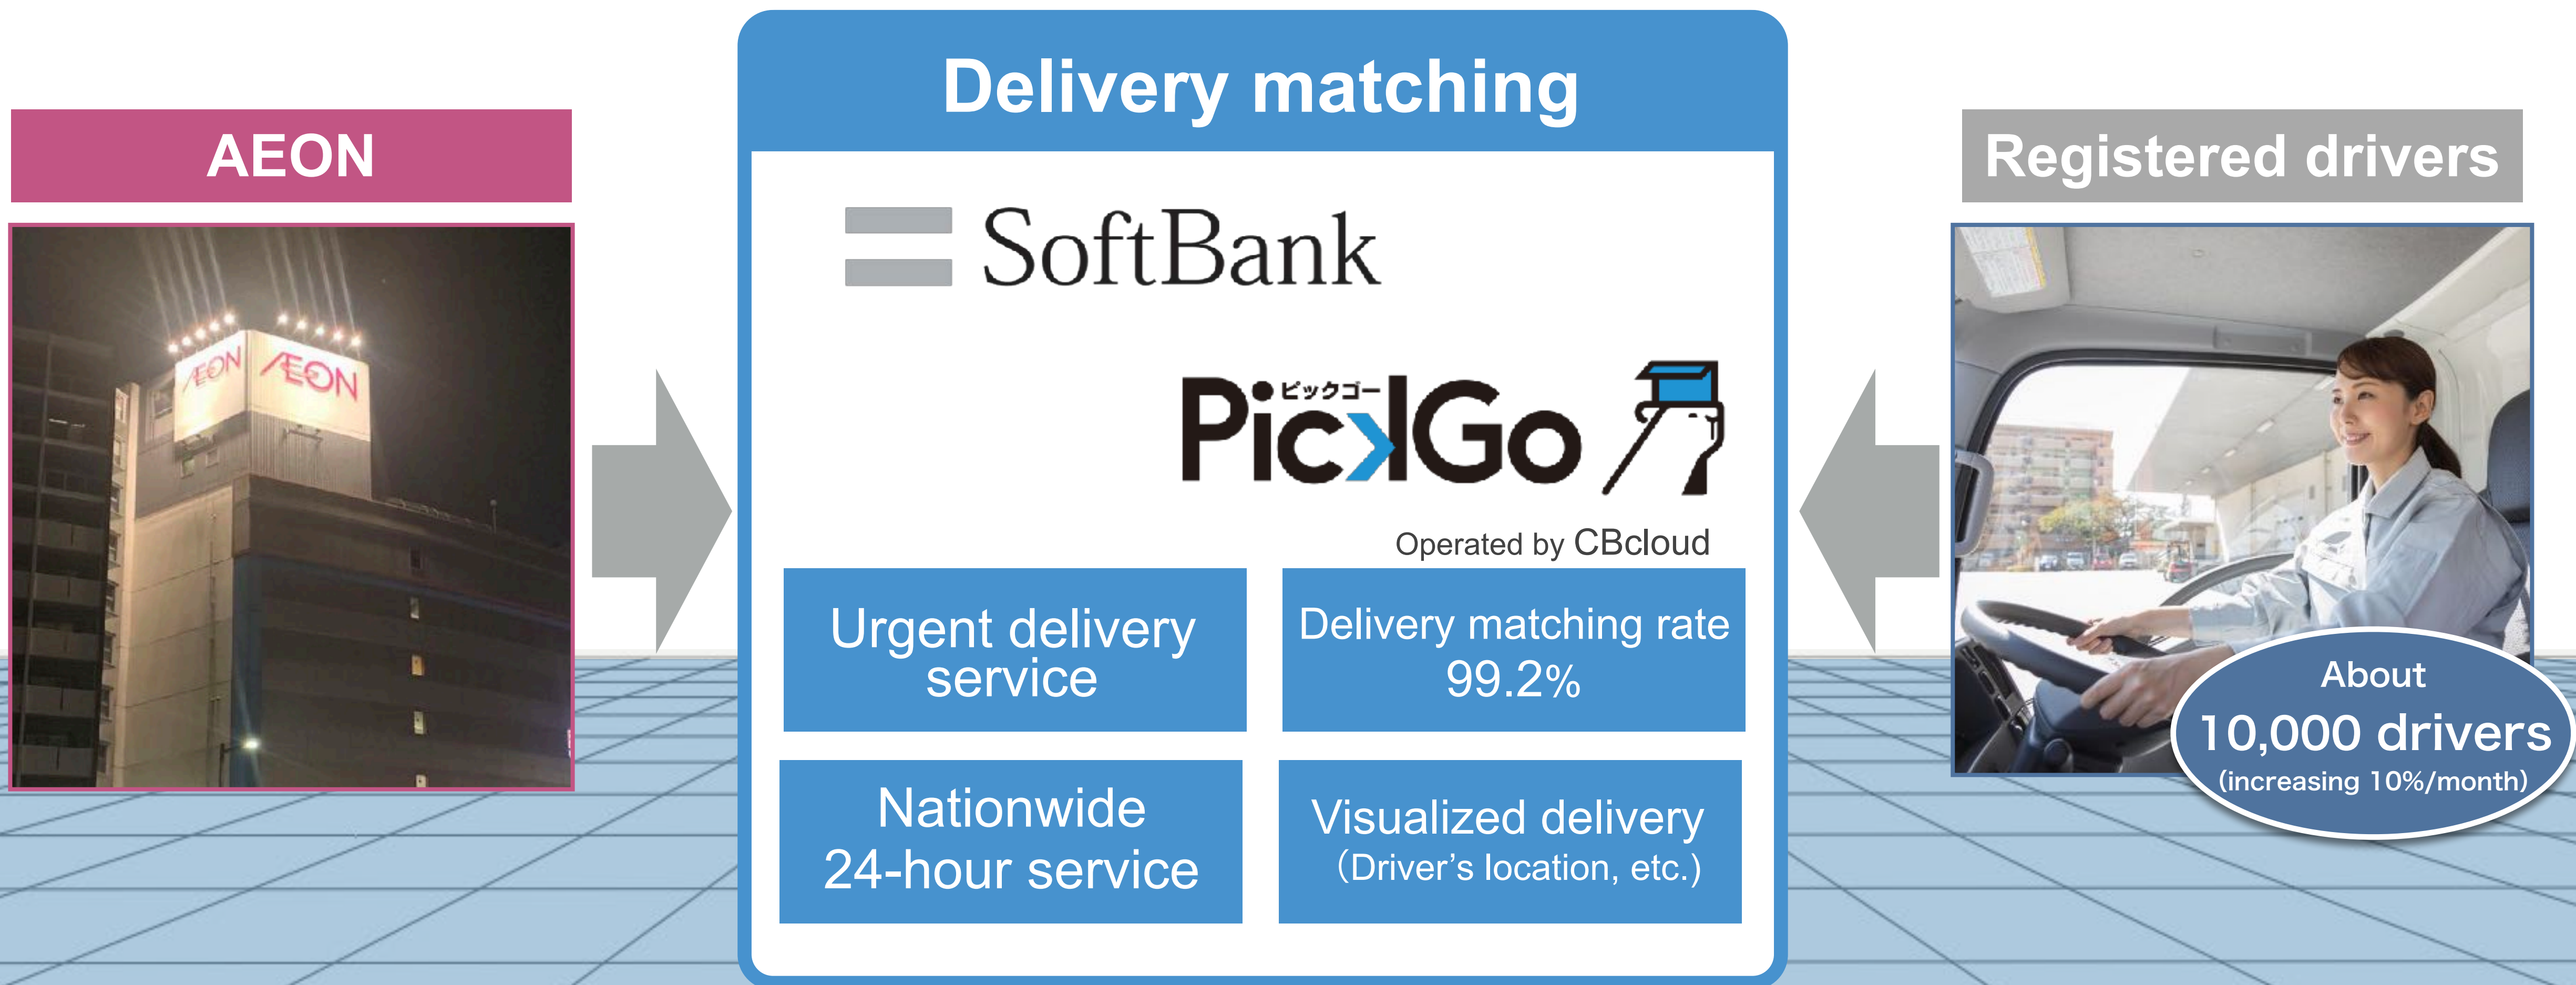 Delivery matching
AEON
ÆON
ÆON
SoftBank
ピックゴー
PickGo
Operated by CBcloud
Urgent delivery
service
Delivery matching rate
99.2%
Nationwide
24-hour service
Visualized delivery
（Driver’s location, etc.)
Registered drivers
About
10,000 drivers
(increasing 10%/month)